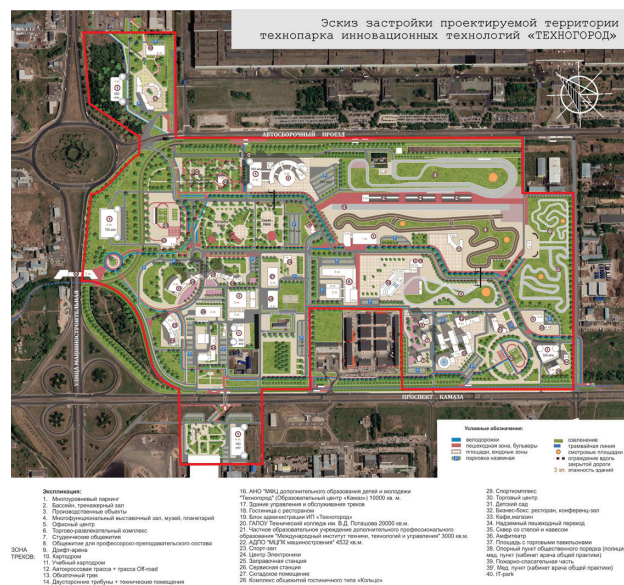 Эскиз застройки проектируемой территории
технопарка инновационных технологий «ТЕХНОГОРОД»
АВТОСБОРОЧНЫЙ ПРОЕЗД
УЛИЦА МАШИНОСТРОИТЕЛЬНАЯ
ПРОСПЕКТ КАМАЗА
Условные обозначения:
велодорожки
пешеходная зона, бульвары
площади, входные зоны
парковка наземная
озеленение
трамвайная линия
смотровые площадки
ограждение вдоль
закрытой дороги
3 эт. этажность зданий
Экспликация:
1. Многоуровневый паркинг
2. Бассейн, тренажерный зал
3. Производственные объекты
4. Многофункциональный выставочный зал, музей, планетарий
5. Офисный центр
6. Торгово-развлекательный комплекс
7. Студенческие общежития
8. Общежитие для профессорско-преподавательского состава
ЗОНА
ТРЕКОВ:
9. Дрифт-арена
10. Картодром
11. Учебный картодром
12. Автокроссовая трасса + трасса Off-road
13. Обкаточный трек
14. Двусторонние трибуны + технические помещения
16. АНО "МФЦ дополнительного образования детей и молодежи
"Техногород" (Образовательный центр «Камаз») 10000 кв. м.
17. Здание управления и обслуживания треков
18. Гостиница с рестораном
19. Блок администрации ИП «Техногород»
20. ГАПОУ Технический колледж им. В.Д. Поташова 20000 кв.м.
21. Частное образовательное учреждение дополнительного профессионального
образования "Международный институт техники, технологий и управления" 3000 кв. м.
22. АДПО "МЦПК машиностроения" 4532 кв.м.
23. Спорт-хал
24. Центр Электроники
25. Заправочная станция
26. Сервисная станция
27. Складское помещение
28. Комплекс общежитий гостиничного типа «Кольцо»
29. Спорткомплекс
30. Торговый центр
31. Детский сад
32. Бизнес-бокс: ресторан, конференц-зал
33. Кафе,магазин
34. Надземный пешеходный переход
35. Сквер со стелой и навесом
36. Амфитеатр
37. Площадь с торговыми павильонами
38. Опорный пункт общественного порядка (полиция
мед. пункт (кабинет врача общей практики)
39. Пожарно-спасательная часть
39'. Мед. пункт (кабинет врача общей практики)
40. IT-park